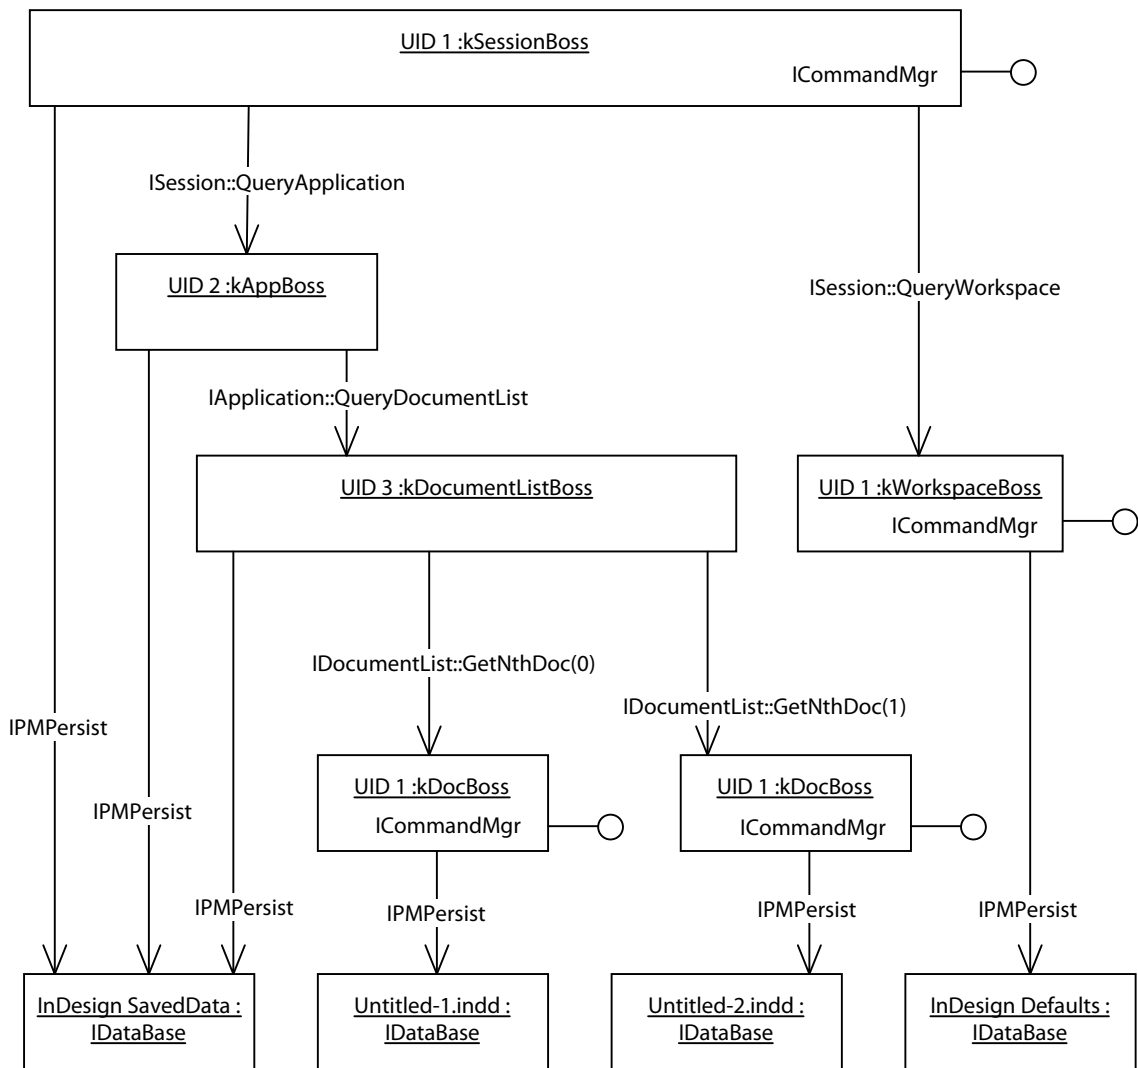 UID 1 :kSessionBoss
ICommandMgr
ISession::QueryApplication
UID 2 :kAppBoss
ISession::QueryWorkspace
IApplication::QueryDocumentList
UID 3 :kDocumentListBoss
UID 1 :kWorkspaceBoss
ICommandMgr
IDocumentList::GetNthDoc(0)
IDocumentList::GetNthDoc(1)
IPMPersist
UID 1 :kDocBoss
ICommandMgr
UID 1 :kDocBoss
ICommandMgr
IPMPersist
IPMPersist
IPMPersist
IPMPersist
IPMPersist
InDesign SavedData :
IDataBase
Untitled-1.indd :
IDataBase
Untitled-2.indd :
IDataBase
InDesign Defaults :
IDataBase